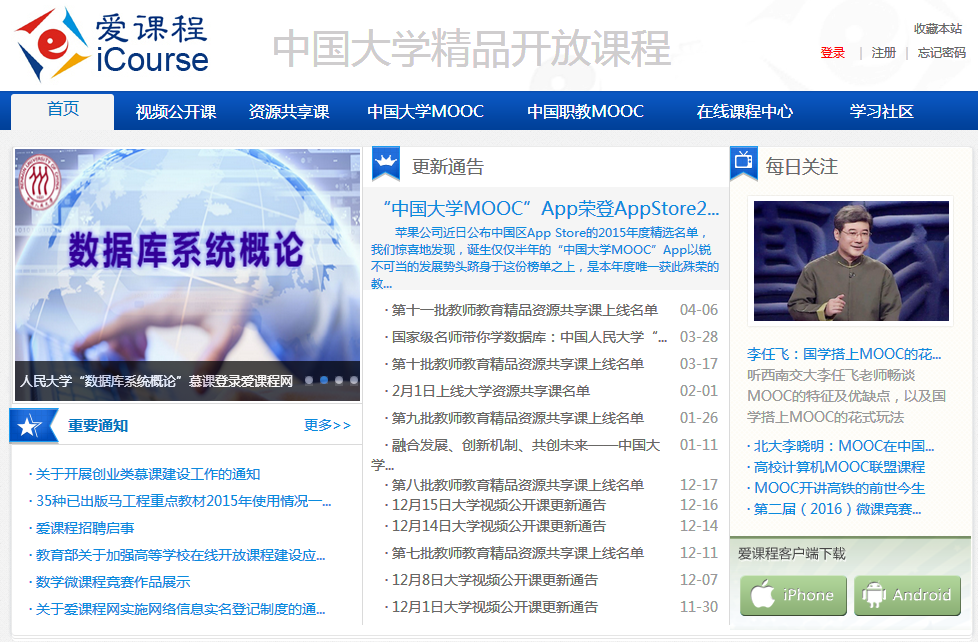 爱课程
iCourse
中国大学精品开放课程
收藏本站
登录 | 注册 | 忘记密码
首页 视频公开课 资源共享课 中国大学MOOC 中国职教MOOC 在线课程中心 学习社区
数据库系统概论
人民大学“数据库系统概论”慕课登录爱课程网
重要通知 更多>>
·关于开展创业类慕课建设工作的通知
·35种已出版马工程重点教材2015年使用情况一...
·爱课程招聘启事
·教育部关于加强高等学校在线开放课程建设应...
·数学微课程竞赛作品展示
·关于爱课程网实施网络信息实名登记制度的通...
更新通告
“中国大学MOOC”App荣登AppStore2...
苹果公司近日公布中国区App Store的2015年度精选名单，
我们惊喜地发现，诞生仅仅半年的“中国大学MOOC”App以锐
不可当的发展势头跻身于这份榜单之上，是本年度唯一获此殊荣的
教...
·第十一批教师教育精品资源共享课上线名单 04-06
·国家级名师带你学数据库：中国人民大学“... 03-28
·第十批教师教育精品资源共享课上线名单 03-17
·2月1日上线大学资源共享课名单 02-01
·第九批教师教育精品资源共享课上线名单 01-26
·融合发展、创新机制、共创未来——中国大 01-11
学...
·第八批教师教育精品资源共享课上线名单 12-17
·12月15日大学视频公开课更新通告 12-16
·12月14日大学视频公开课更新通告 12-14
·第七批教师教育精品资源共享课上线名单 12-11
·12月8日大学视频公开课更新通告 12-07
·12月1日大学视频公开课更新通告 11-30
每日关注
李任飞：国学搭上MOOC的花...
听西南交大李任飞老师畅谈
MOOC的特征及优缺点，以及国
学搭上MOOC的花式玩法
·北大李晓明：MOOC在中国...
·高校计算机MOOC联盟课程
·MOOC开讲高铁的前世今生
·第二届（2016）微课竞赛...
爱课程客户端下载
iPhone Android